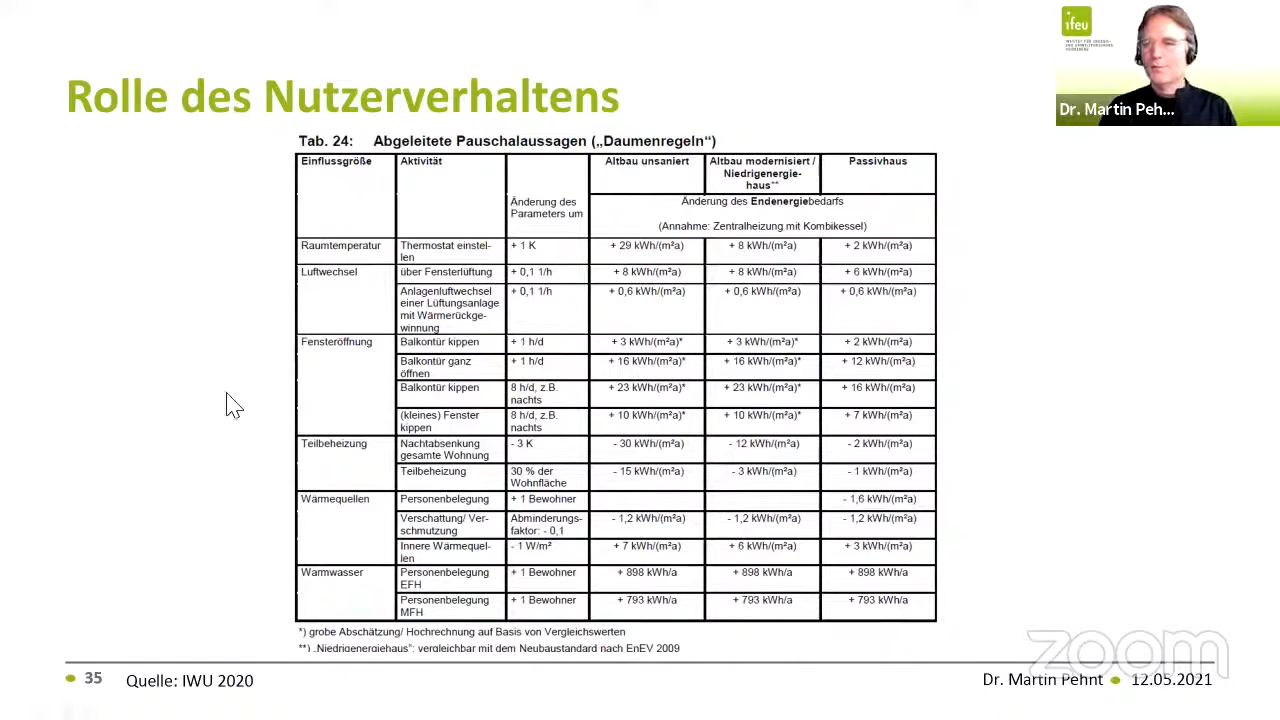 ifeu
INSTITUT FÜR ENERGIE-
UND UMWELTFORSCHUNG
HEIDELBERG
Dr. Martin Peh...
Rolle des Nutzerverhaltens
Tab. 24: Abgeleitete Pauschalaussagen („Daumenregeln“)
Einflussgröße Aktivität Änderung des Parameters um Altbau unsaniert Altbau modernisiert / Niedrigenergie-haus** Passivhaus
Änderung des Endenergiebedarfs
(Annahme: Zentralheizung mit Kombikessel)
Raumtemperatur Thermostat einstel-len + 1 K + 29 kWh/(m²a) + 8 kWh/(m²a) + 2 kWh/(m²a)
Luftwechsel über Fensterlüftung + 0,1 1/h + 8 kWh/(m²a) + 8 kWh/(m²a) + 6 kWh/(m²a)
Anlagenluftwechsel einer Lüftungsanlage mit Wärmerückge-winnung + 0,1 1/h + 0,6 kWh/(m²a) + 0,6 kWh/(m²a) + 0,6 kWh/(m²a)
Fensteröffnung Balkontür kippen + 1 h/d + 3 kWh/(m²a)* + 3 kWh/(m²a)* + 2 kWh/(m²a)
Balkontür ganz öffnen + 1 h/d + 16 kWh/(m²a)* + 16 kWh/(m²a)* + 12 kWh/(m²a)
Balkontür kippen 8 h/d, z.B. nachts + 23 kWh/(m²a)* + 23 kWh/(m²a)* + 16 kWh/(m²a)
(kleines) Fenster kippen 8 h/d, z.B. nachts + 10 kWh/(m²a)* + 10 kWh/(m²a)* + 7 kWh/(m²a)
Teilbeheizung Nachtabsenkung gesamte Wohnung - 3 K - 30 kWh/(m²a) - 12 kWh/(m²a) - 2 kWh/(m²a)
Teilbeheizung 30 % der Wohnfläche - 15 kWh/(m²a) - 3 kWh/(m²a) - 1 kWh/(m²a)
Wärmequellen Personenbelegung + 1 Bewohner - 1,6 kWh/(m²a)
Verschattung/ Ver-schmutzung Abminderungs-faktor: - 0,1 - 1,2 kWh/(m²a) - 1,2 kWh/(m²a) - 1,2 kWh/(m²a)
Innere Wärmequel-len - 1 W/m² + 7 kWh/(m²a) + 6 kWh/(m²a) + 3 kWh/(m²a)
Warmwasser Personenbelegung EFH + 1 Bewohner + 898 kWh/a + 898 kWh/a + 898 kWh/a
Personenbelegung MFH + 1 Bewohner + 793 kWh/a + 793 kWh/a + 793 kWh/a
*) grobe Abschätzung/ Hochrechnung auf Basis von Vergleichswerten
**) „Niedrigenergiehaus“: vergleichbar mit dem Neubaustandard nach EnEV 2009
zoom
35 Quelle: IWU 2020 Dr. Martin Pehnt 12.05.2021